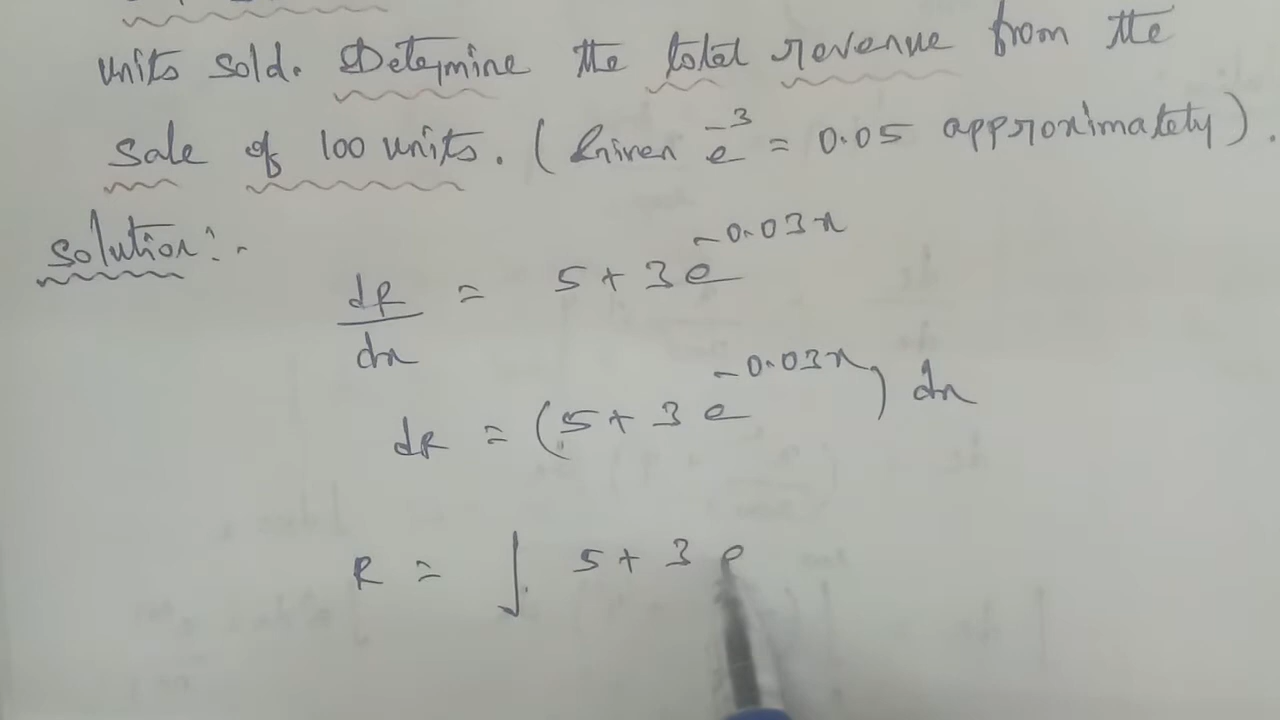 units sold. Determine the total revenue from the
sale of 100 units. (Given e^-3 = 0.05 approximately).
solution:-
dR/dx = 5 + 3e^-0.03x
dR = (5 + 3e^-0.03x) dx
R = ∫ 5 + 3 e